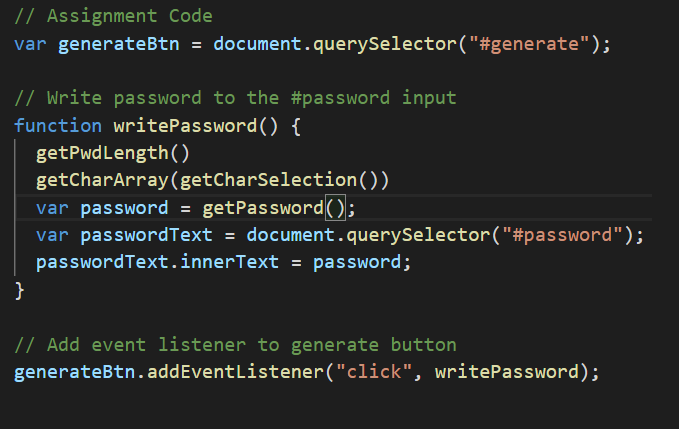 // Assignment Code
var generateBtn = document.querySelector("#generate");
// Write password to the #password input
function writePassword() {
getPwdLength()
getCharArray(getCharSelection())
var password = getPassword();
var passwordText = document.querySelector("#password");
passwordText.innerText = password;
}
// Add event listener to generate button
generateBtn.addEventListener("click", writePassword);